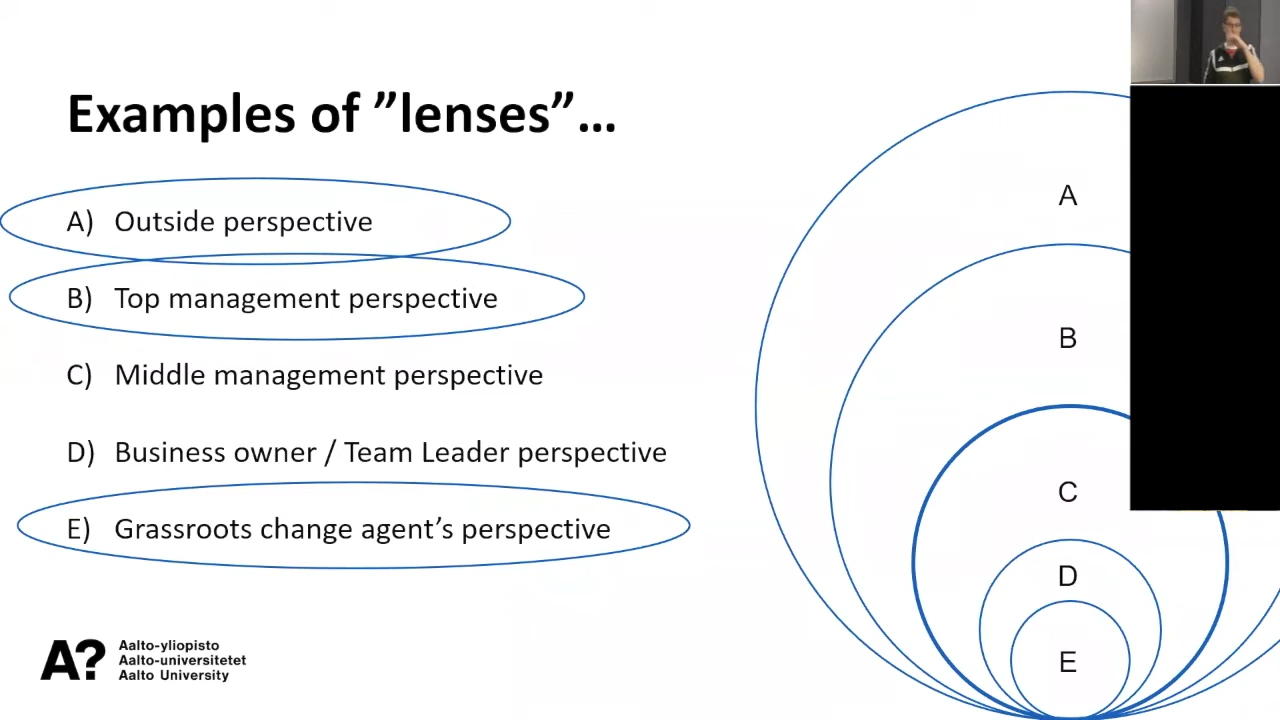 Examples of ”lenses”…
A) Outside perspective
B) Top management perspective
C) Middle management perspective
D) Business owner / Team Leader perspective
E) Grassroots change agent’s perspective
A
B
C
D
E
A?
Aalto-yliopisto
Aalto-universitetet
Aalto University